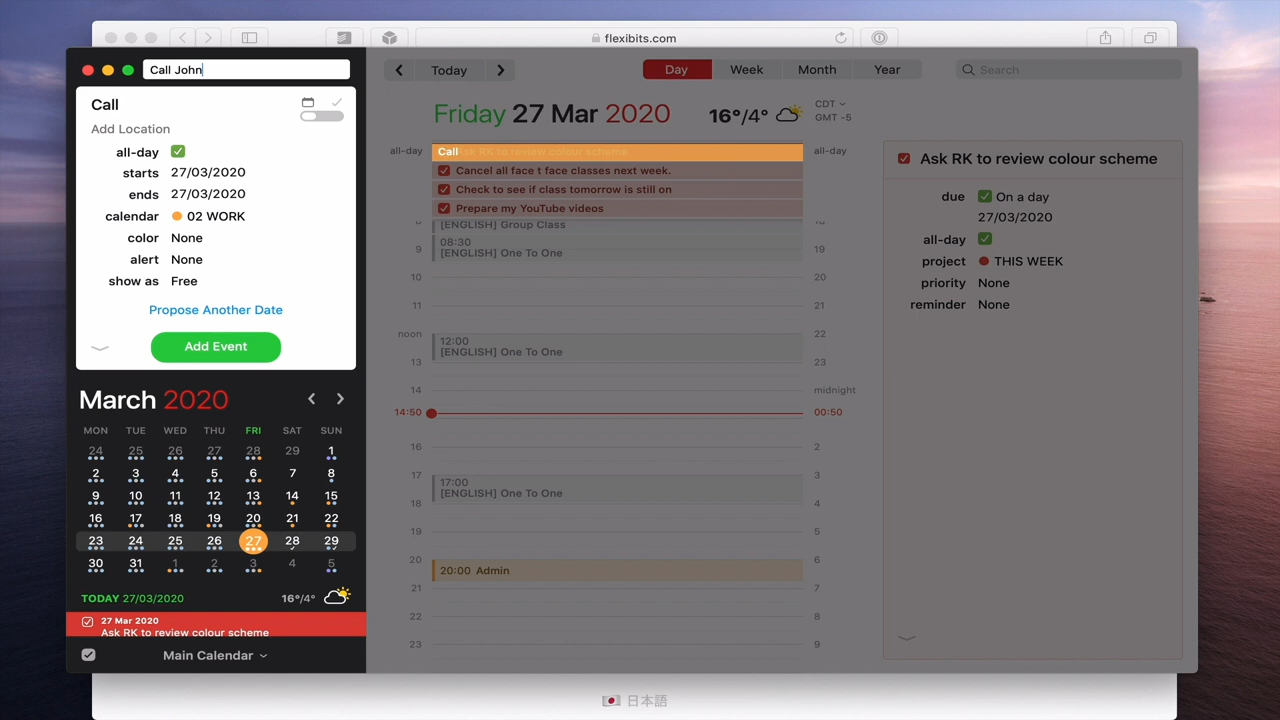 flexibits.com
Call John
Call
Add Location
all-day
starts 27/03/2020
ends 27/03/2020
calendar 02 WORK
color None
alert None
show as Free
Propose Another Date
Add Event
March 2020
MON TUE WED THU FRI SAT SUN
24 25 26 27 28 29 1
2 3 4 5 6 7 8
9 10 11 12 13 14 15
16 17 18 19 20 21 22
23 24 25 26 27 28 29
30 31 1 2 3 4 5
TODAY 27/03/2020 16°/4°
27 Mar 2020
Ask RK to review colour scheme
Main Calendar
Today
Day Week Month Year
Search
Friday 27 Mar 2020
16°/4°
CDT
GMT -5
all-day Call all-day
Cancel all face t face classes next week.
Check to see if class tomorrow is still on
Prepare my YouTube videos
[ENGLISH] Group Class
08:30
9 [ENGLISH] One To One 19
10 20
11 21
noon 22
12:00
[ENGLISH] One To One
13 23
14 midnight
14:50 00:50
16 2
17 3
17:00
[ENGLISH] One To One
18 4
19 5
20 6
20:00 Admin
21 7
22 8
23 9
Ask RK to review colour scheme
due On a day
27/03/2020
all-day
project THIS WEEK
priority None
reminder None
日本語